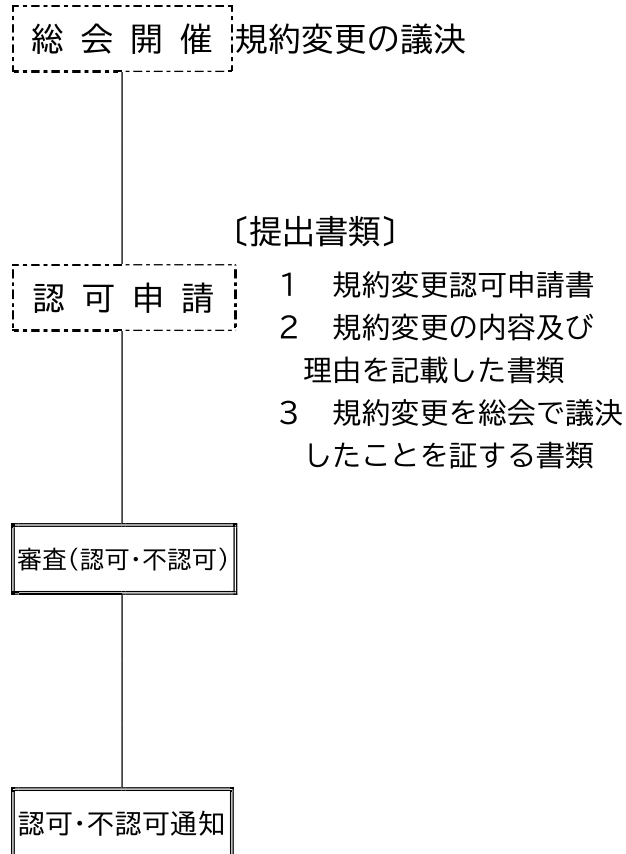 総会開催 規約変更の議決
〔提出書類〕
認可申請
1　規約変更認可申請書
2　規約変更の内容及び
理由を記載した書類
3　規約変更を総会で議決
したことを証する書類
審査(認可・不認可)
認可・不認可通知